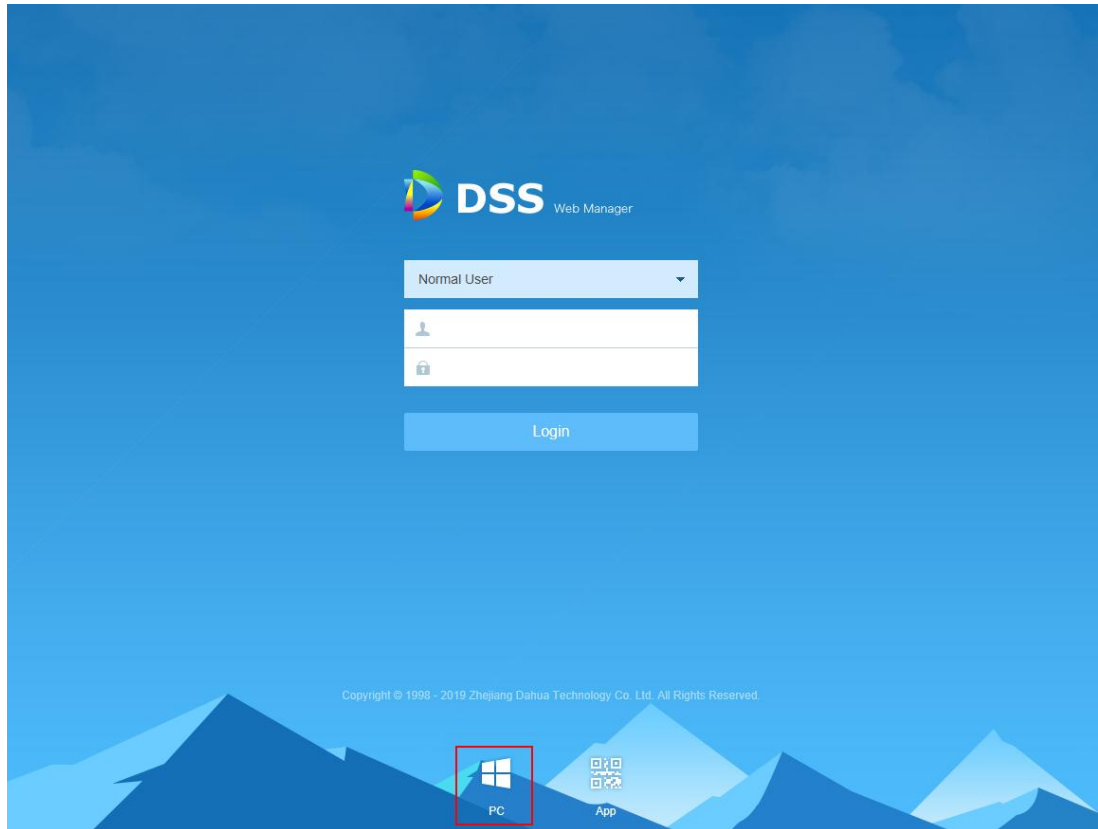 DSS Web Manager
Normal User
Login
Copyright © 1998 - 2019 Zhejiang Dahua Technology Co. Ltd. All Rights Reserved.
PC App